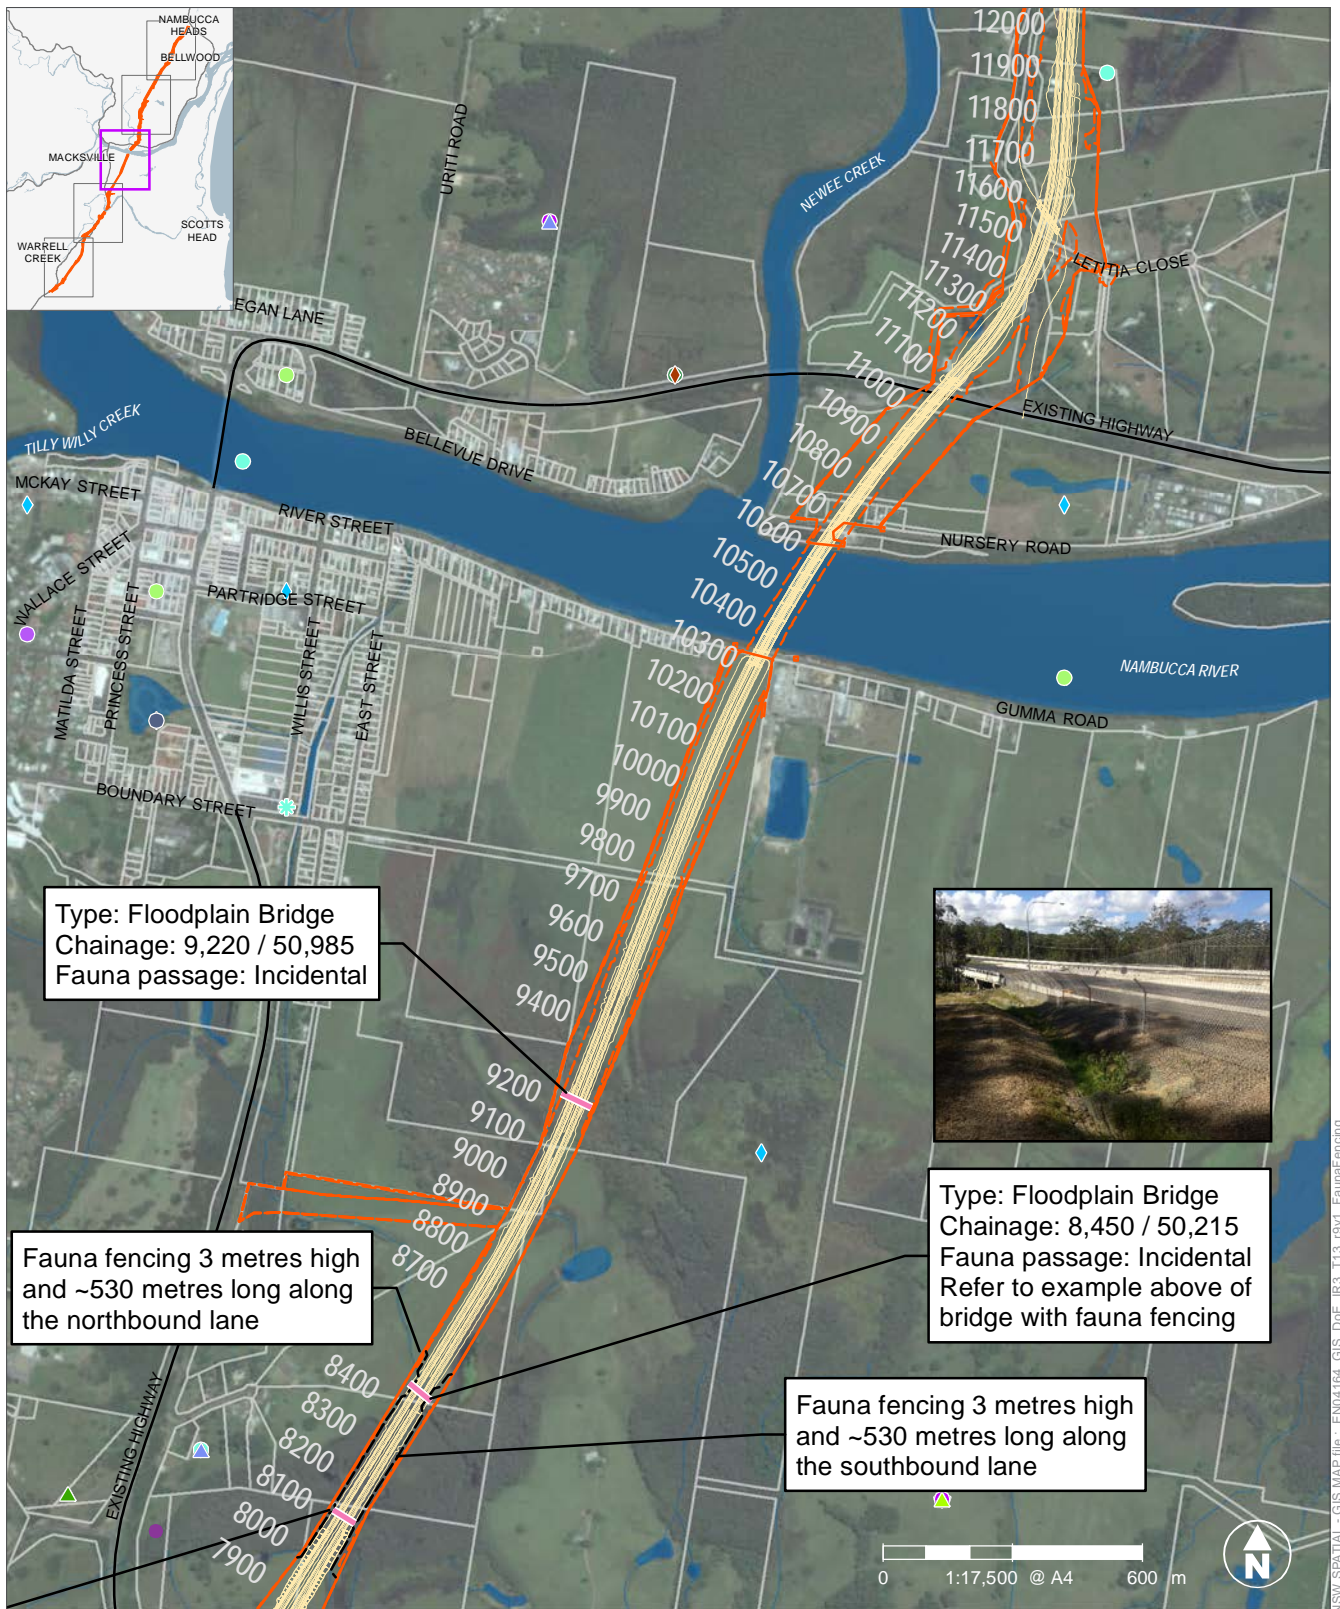 NAMBUCCA
HEADS
BELLWOOD
MACKSVILLE
SCOTTS
HEAD
WARRELL
CREEK
12000
11900
11800
11700
11600
11500
11400
11300
11200
11100
11000
10900
10800
10700
10600
10500
10400
10300
10200
10100
10000
9900
9800
9700
9600
9500
9400
9200
9100
9000
8900
8800
8700
8400
8300
8200
8100
8000
7900
URITI ROAD
NEWEE CREEK
LETITIA CLOSE
EGAN LANE
EXISTING HIGHWAY
TILLY WILLY CREEK
BELLEVUE DRIVE
MCKAY STREET
RIVER STREET
NURSERY ROAD
WALLACE STREET
PARTRIDGE STREET
MATILDA STREET
PRINCESS STREET
WILLIS STREET
EAST STREET
NAMBUCCA RIVER
GUMMA ROAD
BOUNDARY STREET
Type: Floodplain Bridge
Chainage: 9,220 / 50,985
Fauna passage: Incidental
Type: Floodplain Bridge
Chainage: 8,450 / 50,215
Fauna passage: Incidental
Refer to example above of
bridge with fauna fencing
Fauna fencing 3 metres high
and ~530 metres long along
the northbound lane
Fauna fencing 3 metres high
and ~530 metres long along
the southbound lane
EXISTING HIGHWAY
0 1:17,500 @ A4 600 m
N
NSW SPATIAL - GIS MAP file : EN04164_GIS_DoE_IR3_T13_r9v1_FaunaFencing